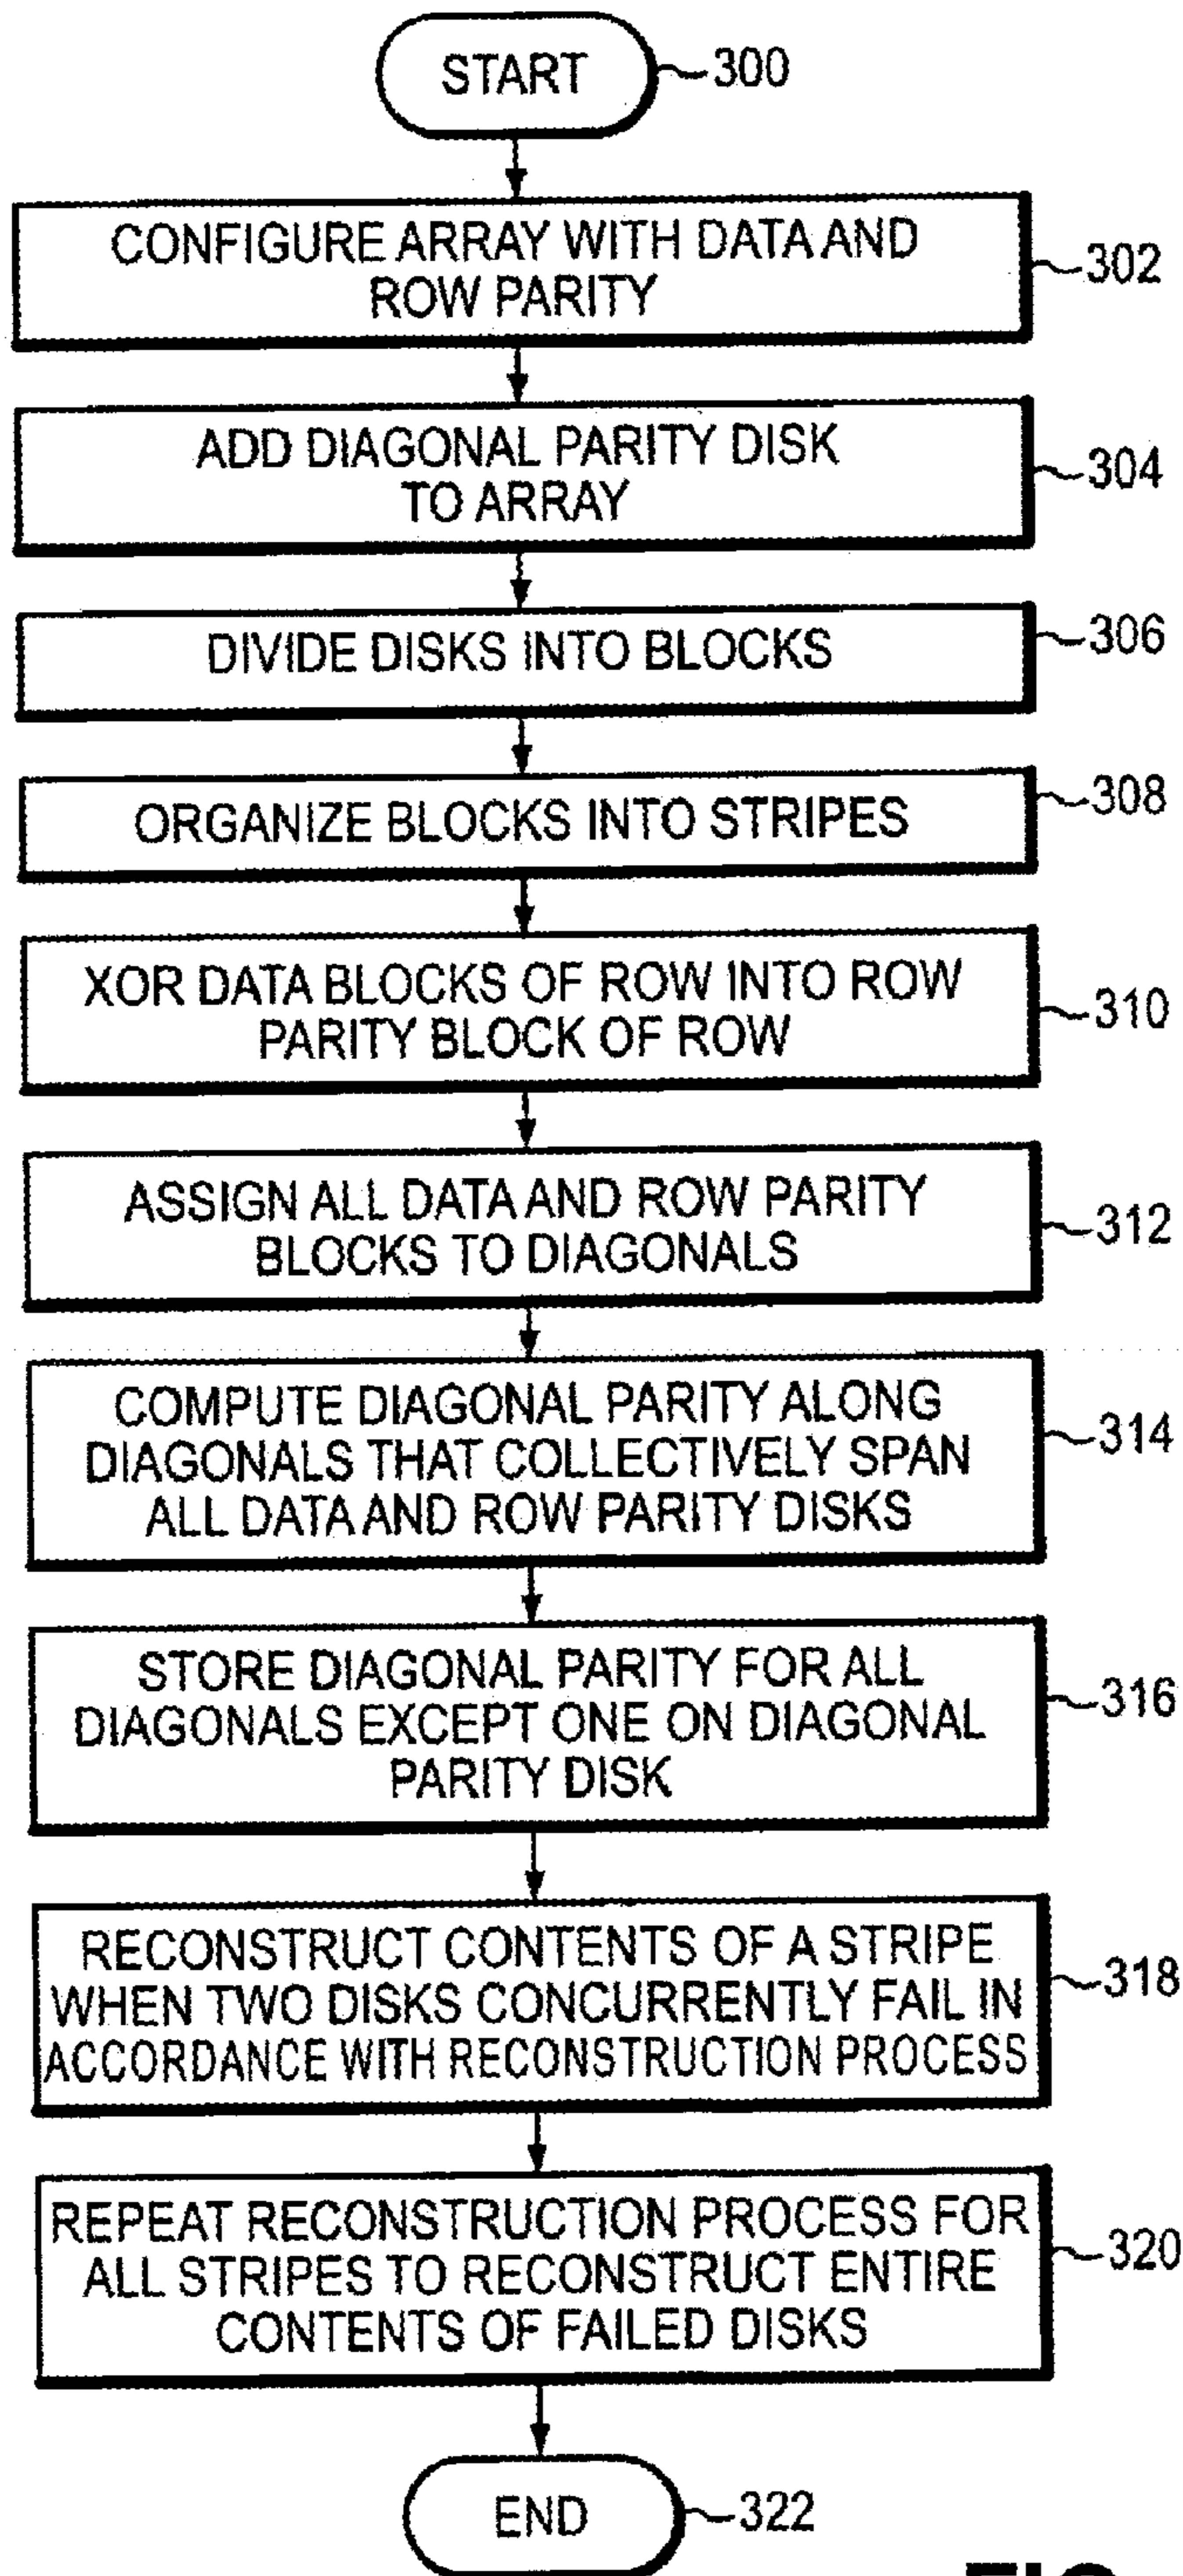 START 300
CONFIGURE ARRAY WITH DATA AND
ROW PARITY 302
ADD DIAGONAL PARITY DISK
TO ARRAY 304
DIVIDE DISKS INTO BLOCKS 306
ORGANIZE BLOCKS INTO STRIPES 308
XOR DATA BLOCKS OF ROW INTO ROW
PARITY BLOCK OF ROW 310
ASSIGN ALL DATA AND ROW PARITY
BLOCKS TO DIAGONALS 312
COMPUTE DIAGONAL PARITY ALONG
DIAGONALS THAT COLLECTIVELY SPAN 314
ALL DATA AND ROW PARITY DISKS
STORE DIAGONAL PARITY FOR ALL
DIAGONALS EXCEPT ONE ON DIAGONAL 316
PARITY DISK
RECONSTRUCT CONTENTS OF A STRIPE
WHEN TWO DISKS CONCURRENTLY FAIL IN 318
ACCORDANCE WITH RECONSTRUCTION PROCESS
REPEAT RECONSTRUCTION PROCESS FOR
ALL STRIPES TO RECONSTRUCT ENTIRE 320
CONTENTS OF FAILED DISKS
END 322